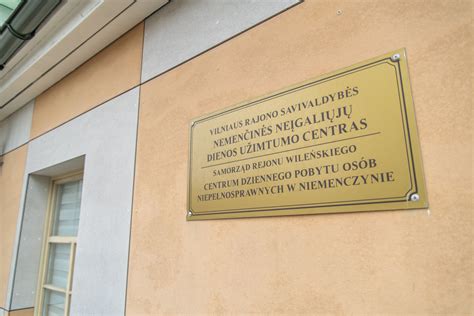 VILNIAUS RAJONO SAVIVALDYBĖS
NEMENČINĖS NEĮGALIŲJŲ
DIENOS UŽIMTUMO CENTRAS
SAMORZĄD REJONU WILEŃSKIEGO
CENTRUM DZIENNEGO POBYTU OSÓB
NIEPEŁNOSPRAWNYCH W NIEMENCZYNIE